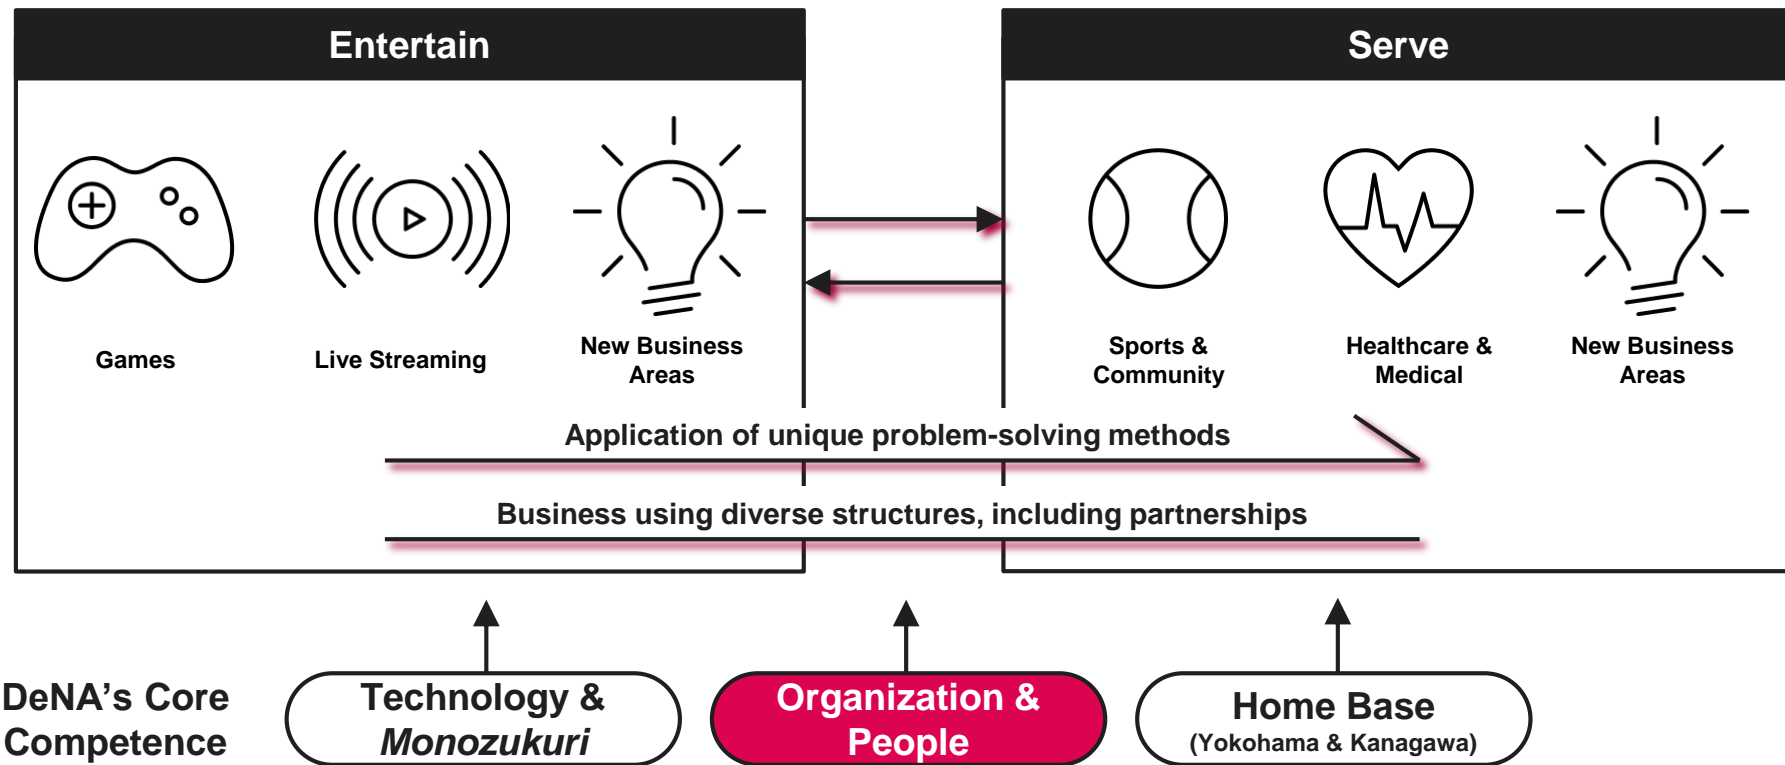 Entertain
Serve
Games
Live Streaming
New Business
Areas
Sports &
Community
Healthcare &
Medical
New Business
Areas
Application of unique problem-solving methods
Business using diverse structures, including partnerships
DeNA’s Core
Competence
Technology &
Monozukuri
Organization &
People
Home Base
(Yokohama & Kanagawa)